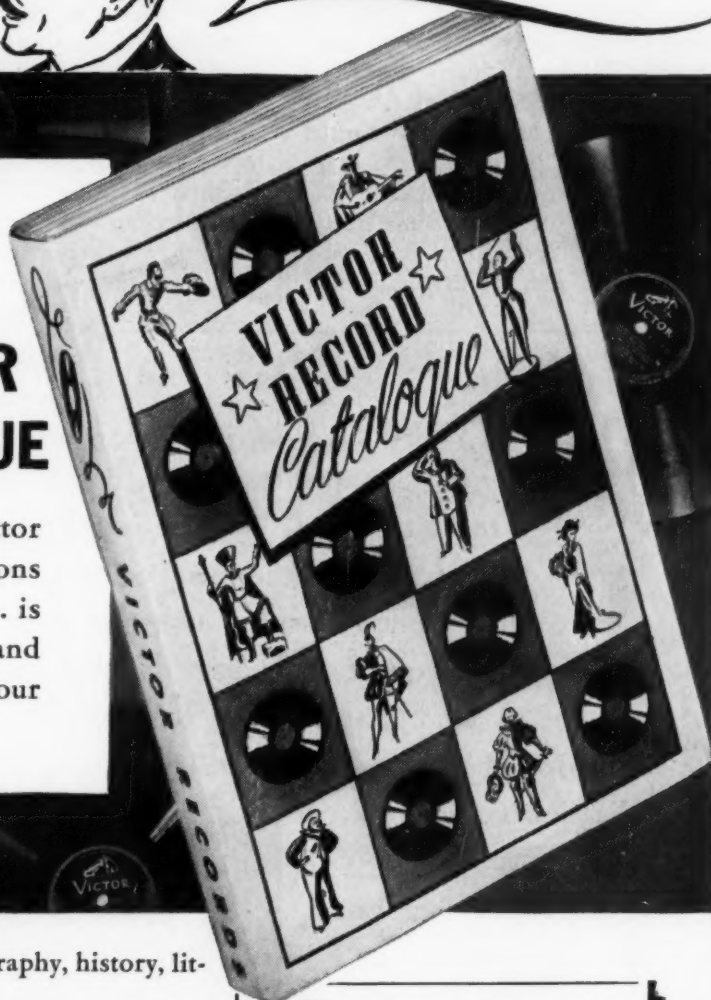 R
UE
tor
ons
. is
and
our
VICTOR
RECORD
Catalogue
VICTOR RECORDS
VICTOR
VICTOR
raphy, history, lit-